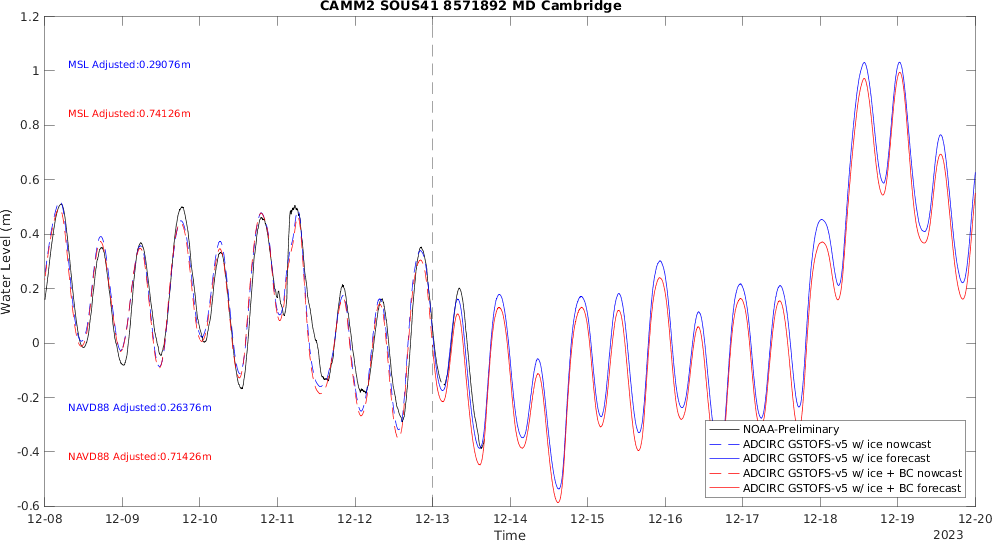 CAMM2 SOUS41 8571892 MD Cambridge
1.2
1
0.8
0.6
0.4
0.2
0
-0.2
-0.4
-0.6
Water Level (m)
MSL Adjusted:0.29076m
MSL Adjusted:0.74126m
NAVD88 Adjusted:0.26376m
NAVD88 Adjusted:0.71426m
NOAA-Preliminary
ADCIRC GSTOFS-v5 w/ ice nowcast
ADCIRC GSTOFS-v5 w/ ice forecast
ADCIRC GSTOFS-v5 w/ ice + BC nowcast
ADCIRC GSTOFS-v5 w/ ice + BC forecast
12-08 12-09 12-10 12-11 12-12 12-13 12-14 12-15 12-16 12-17 12-18 12-19 12-20
Time
2023